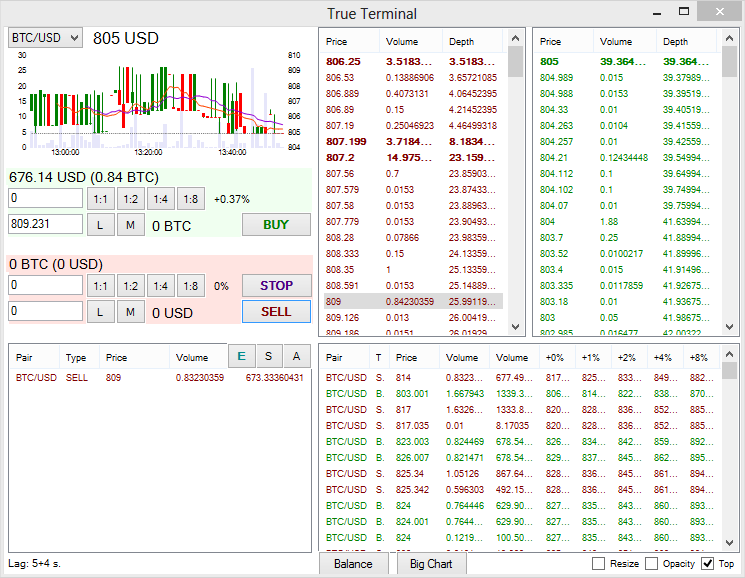 True Terminal
BTC/USD 805 USD
30 810
25 809
20 808
15 807
10 806
5 805
0 804
13:00:00 13:20:00 13:40:00
676.14 USD (0.84 BTC)
0 1:1 1:2 1:4 1:8 +0.37%
809.231 L M 0 BTC BUY
0 BTC (0 USD)
0 1:1 1:2 1:4 1:8 0% STOP
0 L M 0 USD SELL
Price Volume Depth
806.25 3.5183... 3.5183...
806.53 0.13886906 3.65721085
806.889 0.4073131 4.06452395
806.89 0.15 4.21452395
807.19 0.25046923 4.46499318
807.199 3.7184... 8.1834...
807.2 14.975... 23.159...
807.56 0.7 23.85903...
807.579 0.0153 23.87433...
807.58 0.0153 23.88963...
807.779 0.0153 23.90493...
808.28 0.07866 23.98359...
808.333 0.15 24.13359...
808.35 1 25.13359...
808.591 0.0153 25.14889...
809 0.84230359 25.99119...
809.126 0.013 26.00419...
809.186 0.0151 26.01929
Price Volume Depth
805 39.364... 39.364...
804.989 0.015 39.37989...
804.988 0.0153 39.39519...
804.33 0.01 39.40519...
804.263 0.0104 39.41559...
804.257 0.01 39.42559...
804.21 0.12434448 39.54994...
804.112 0.1 39.64994...
804.102 0.1 39.74994...
804.07 0.01 39.75994...
804 1.88 41.63994...
803.7 0.25 41.88994...
803.52 0.0100217 41.89996...
803.4 0.015 41.91496...
803.335 0.0117859 41.92675...
803.18 0.01 41.93675...
803 0.05 41.98675...
802.985 0.016477 42.00322
Pair Type Price Volume E S A
BTC/USD SELL 809 0.83230359 673.33360431
Pair T Price Volume Volume +0% +1% +2% +4% +8%
BTC/USD S. 814 0.8323... 677.49... 817... 825... 833... 849... 882...
BTC/USD B. 803.001 1.667943 1339.3... 806... 814... 822... 838... 870...
BTC/USD S. 817 1.6326... 1333.8... 820... 828... 836... 852... 885...
BTC/USD S. 817.035 0.01 8.17035 820... 828... 836... 852... 885...
BTC/USD B. 823.003 0.824469 678.54... 826... 834... 842... 859... 892...
BTC/USD B. 826.007 0.821471 678.54... 829... 837... 845... 862... 895...
BTC/USD S. 825.34 1.05126 867.64... 828... 836... 845... 861... 894...
BTC/USD S. 825.342 0.596303 492.15... 828... 836... 845... 861... 894...
BTC/USD B. 824 0.764446 629.90... 827... 835... 843... 860... 893...
BTC/USD B. 824.001 0.7644... 629.90... 827... 835... 843... 860... 893...
BTC/USD B. 824 0.1219... 100.50... 827... 835... 843... 860... 893...
Lag: 5+4 s. Balance Big Chart Resize Opacity Top